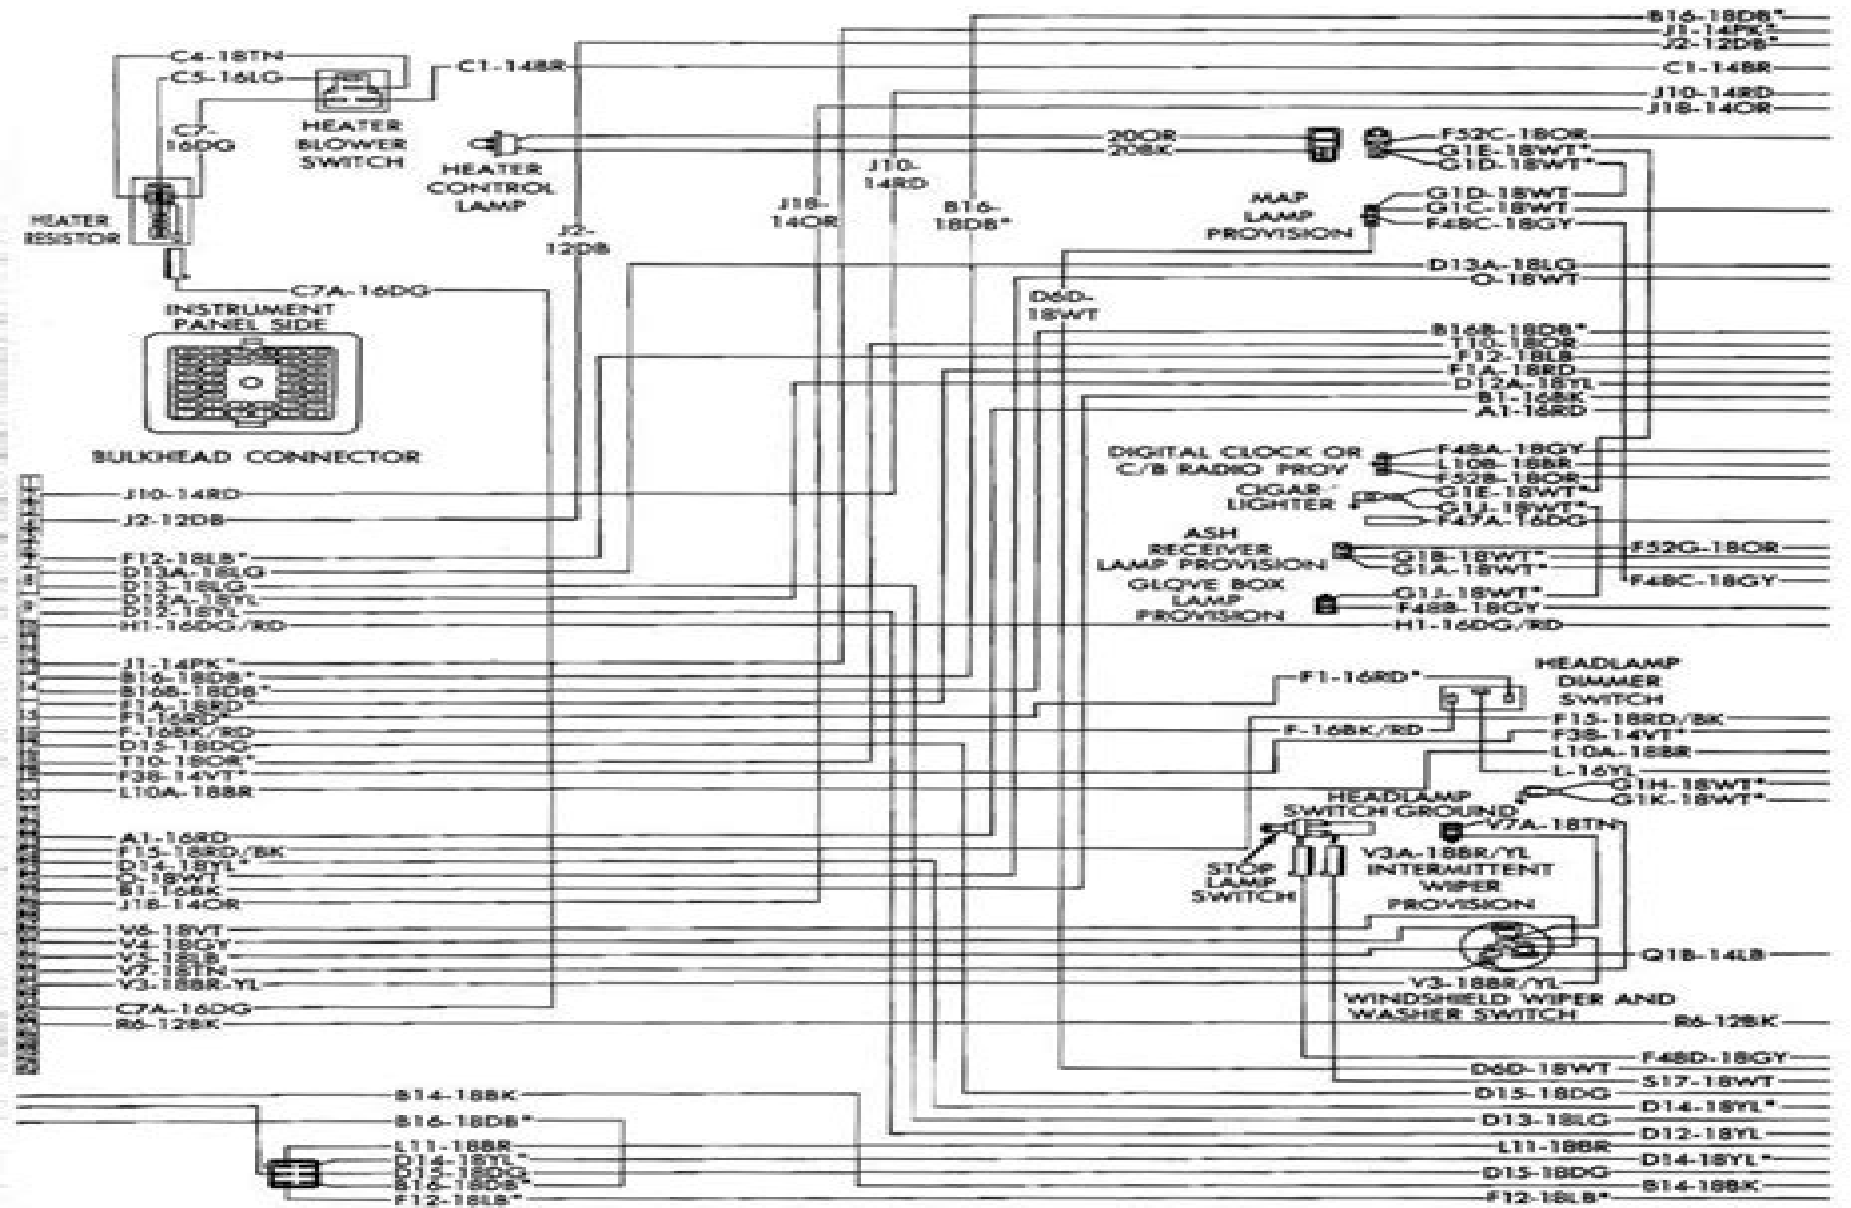 B16-18DB*
J1-14PK*
J2-12DB*
C4-18TN
C5-16LG
C1-14BR
C1-14BR
J10-14RD
J18-14OR
C7-
16DG
HEATER
BLOWER
SWITCH
HEATER
CONTROL
LAMP
20OR
20BK
F52C-18OR
G1E-18WT*
G1D-18WT*
J10-
14RD
J18-
14OR
B16-
18DB*
J2-
12DB
MAP
LAMP
PROVISION
G1D-18WT
G1C-18WT
F48C-18GY
HEATER
RESISTOR
D13A-18LG
O-18WT
C7A-16DG
D6D-
18WT
INSTRUMENT
PANEL SIDE
B16B-18DB*
T10-18OR
F12-18LB
F1A-18RD
D12A-18YL
B1-16BK
A1-16RD
BULKHEAD CONNECTOR
DIGITAL CLOCK OR
C/B RADIO PROV
F48A-18GY
L10B-18BR
F52B-18OR
CIGAR
LIGHTER
G1E-18WT*
G1J-18WT*
F47A-16DG
ASH
RECEIVER
LAMP PROVISION
G1B-18WT*
G1A-18WT*
F52G-18OR
F48C-18GY
GLOVE BOX
LAMP
PROVISION
G1J-18WT*
F48B-18GY
H1-16DG/RD
J10-14RD
J2-12DB
F12-18LB*
D13A-18LG
D13-18LG
D12A-18YL
D12-18YL
H1-16DG/RD
J1-14PK*
B16-18DB*
B16B-18DB*
F1A-18RD*
F1-16RD*
F-16BK/RD
D15-18DG
T10-18OR*
F38-14VT*
L10A-18BR
F1-16RD*
HEADLAMP
DIMMER
SWITCH
F-16BK/RD
F15-18RD/BK
F38-14VT*
L10A-18BR
L-16YL
G1H-18WT*
G1K-18WT*
HEADLAMP
SWITCH GROUND
V7A-18TN
V3A-18BR/YL
STOP
LAMP
SWITCH
INTERMITTENT
WIPER
PROVISION
A1-16RD
F15-18RD/BK
D14-18YL*
O-18WT
B1-16BK
J18-14OR
V6-18VT
V4-18GY
V5-18LB
V7-18TN
V3-18BR-YL
C7A-16DG
R6-12BK
Q1B-14LB
V3-18BR/YL
WINDSHIELD WIPER AND
WASHER SWITCH
R6-12BK
F48D-18GY
D6D-18WT
S17-18WT
D15-18DG
D14-18YL*
D13-18LG
D12-18YL
L11-18BR
D14-18YL*
D15-18DG
B14-18BK
F12-18LB*
B14-18BK
B16-18DB*
L11-18BR
D14-18YL*
D15-18DG
B16-18DB*
F12-18LB*